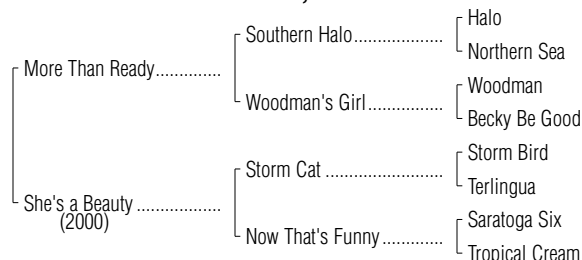 Halo
Southern Halo...................
Northern Sea
More Than Ready..............
Woodman
Woodman's Girl................
Becky Be Good
Storm Bird
Storm Cat .........................
Terlingua
She's a Beauty ..................
(2000)
Saratoga Six
Now That's Funny.............
Tropical Cream